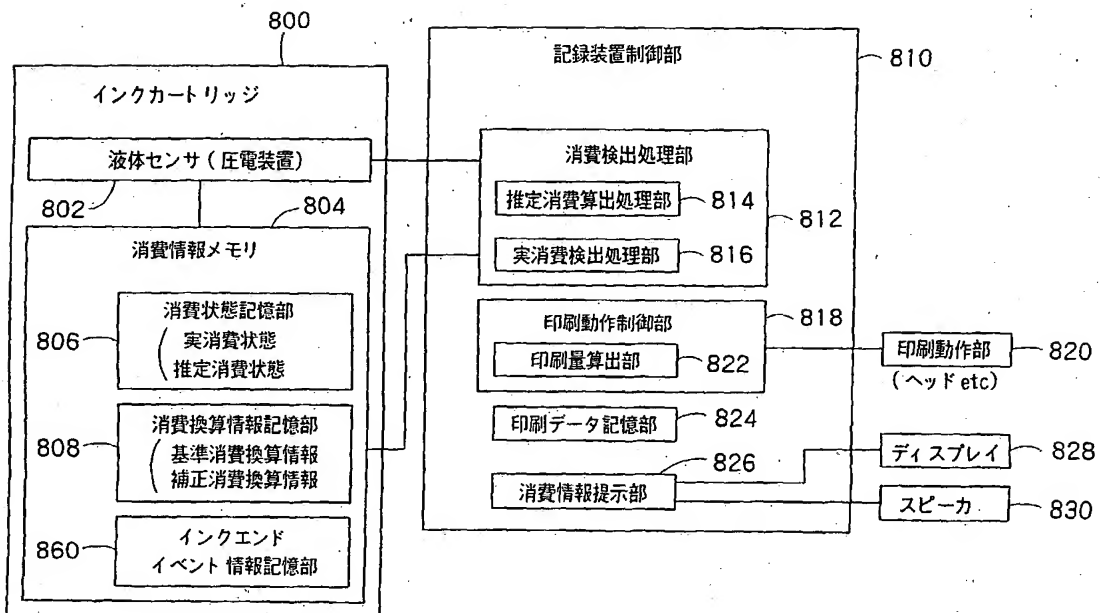 800
インクカートリッジ
液体センサ(圧電装置)
802
804
消費情報メモリ
消費状態記憶部
806
実消費状態
推定消費状態
消費換算情報記憶部
808
基準消費換算情報
補正消費換算情報
860
インクエンド
イベント情報記憶部
記録装置制御部
810
消費検出処理部
推定消費算出処理部
814
812
実消費検出処理部
816
印刷動作制御部
818
印刷量算出部
822
印刷動作部
820
(ヘッドetc)
印刷データ記憶部
824
826
消費情報提示部
ディスプレイ
828
スピーカ
830